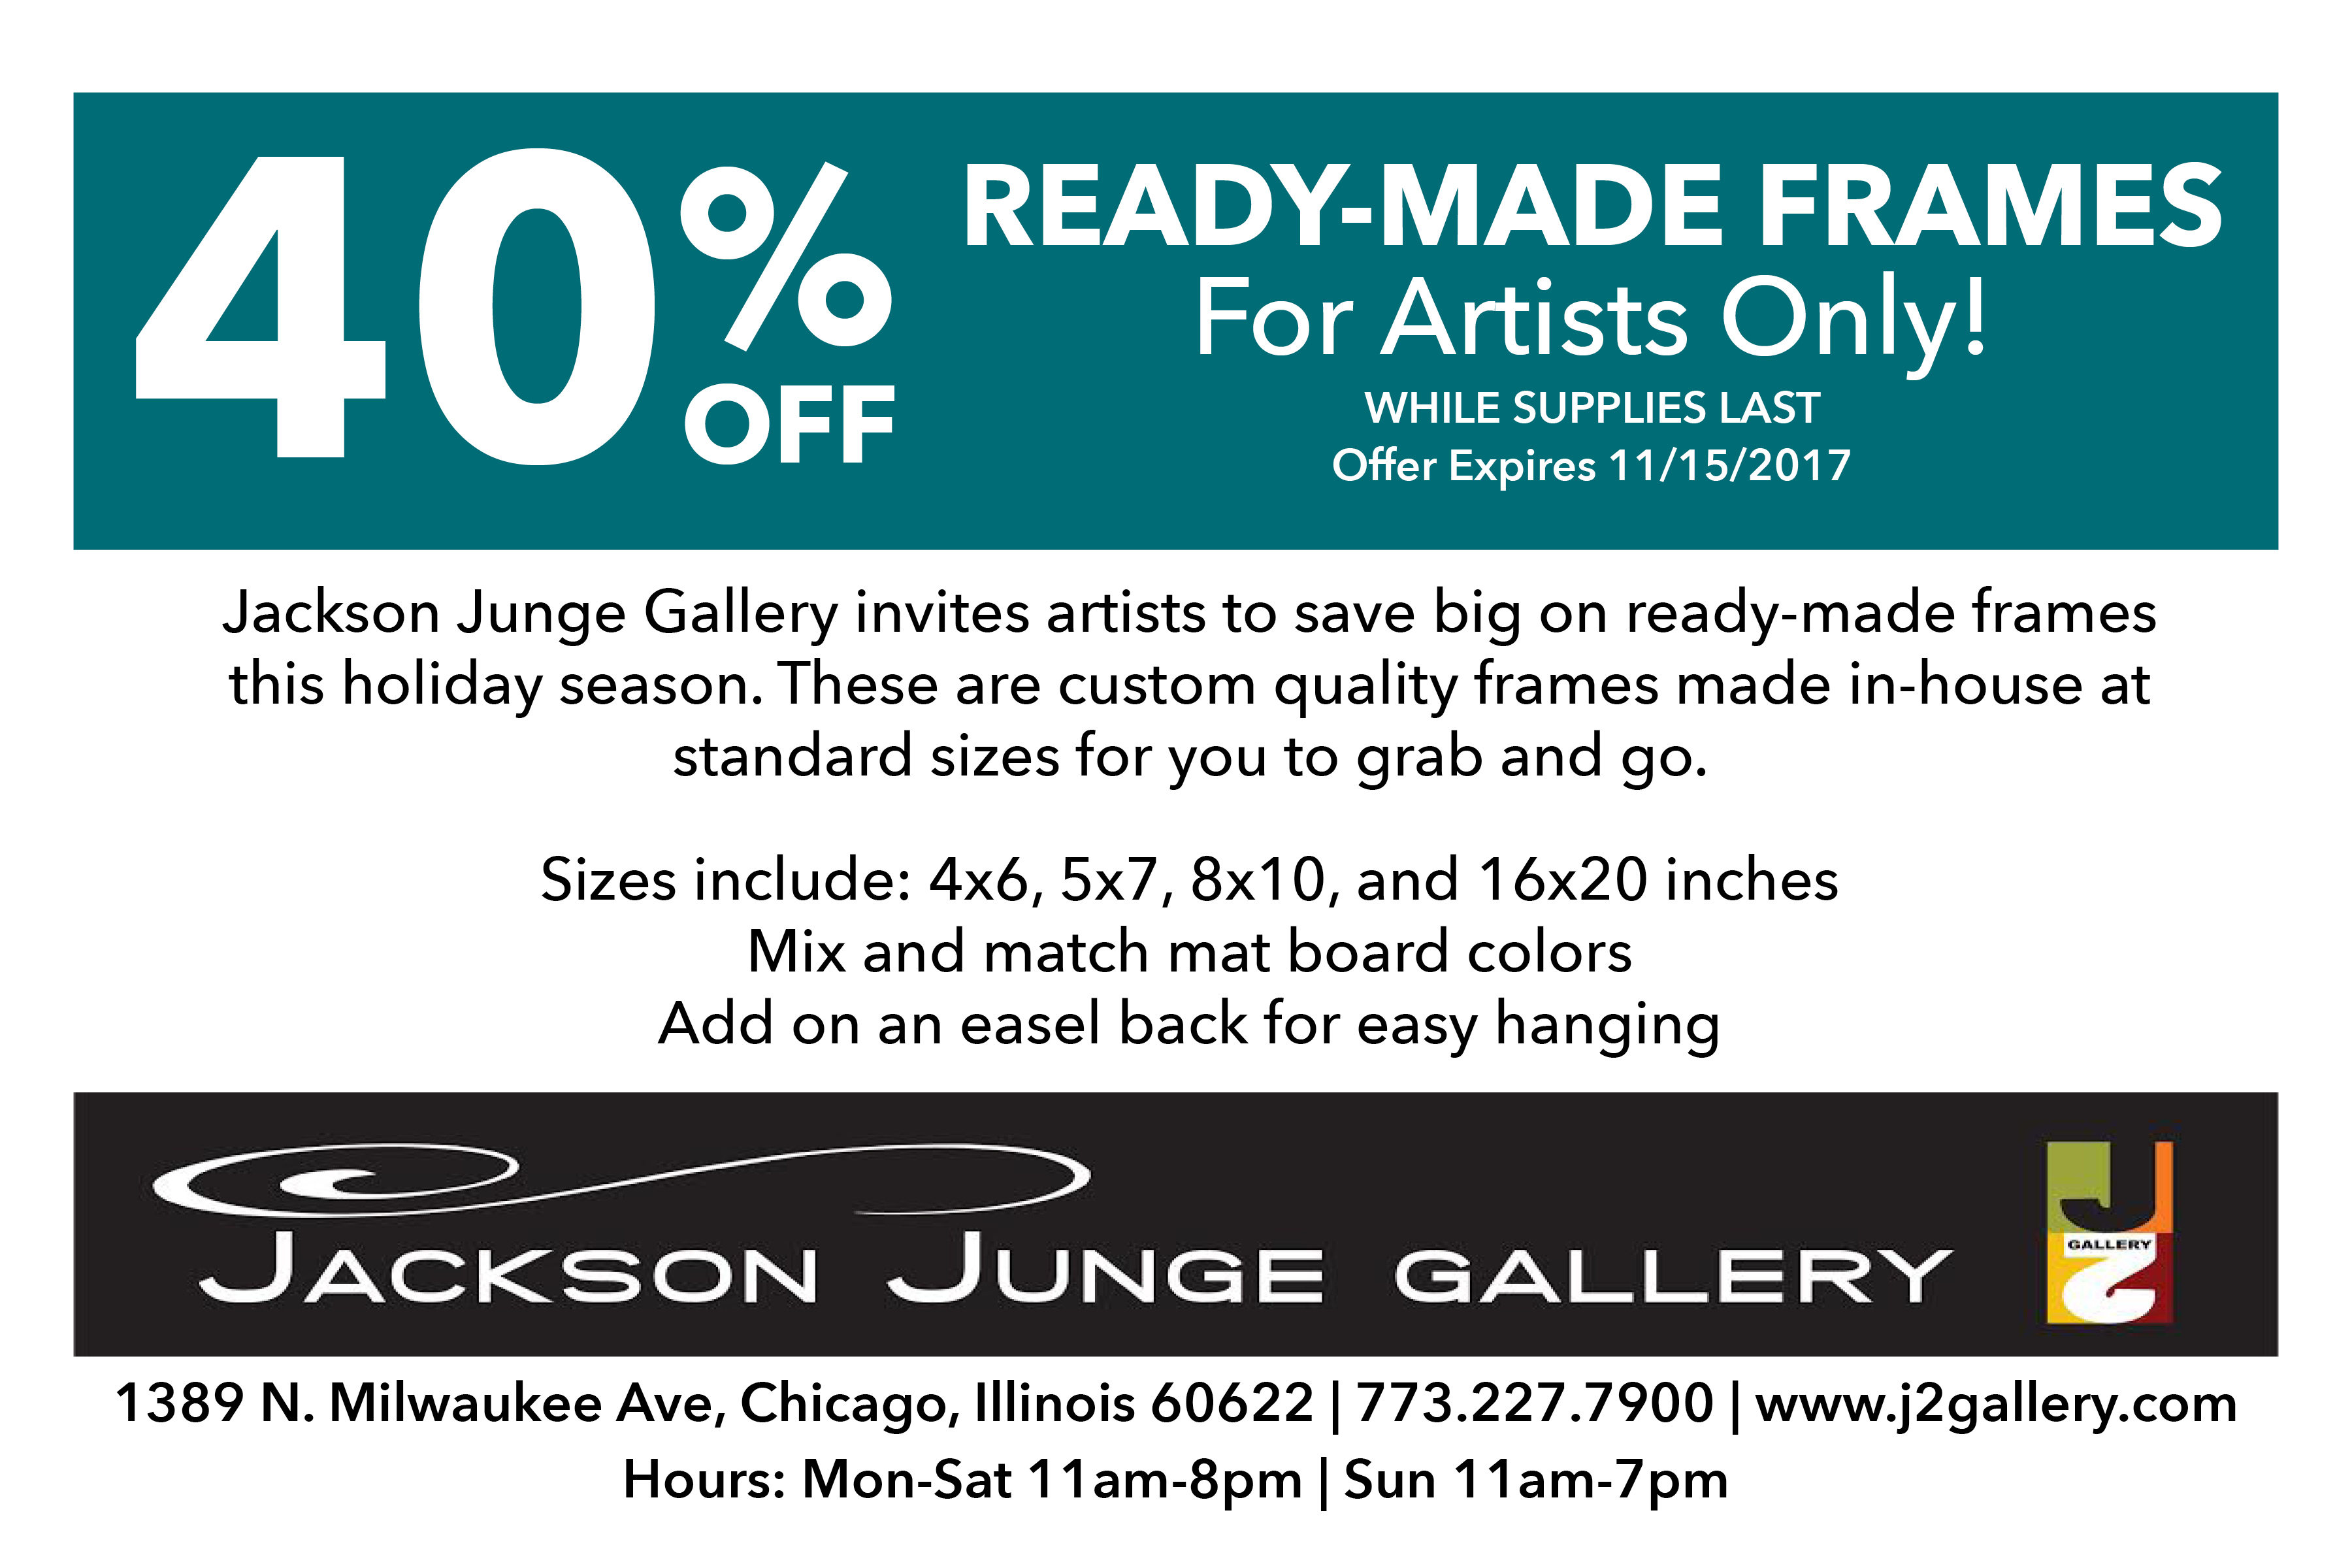 40% OFF
READY-MADE FRAMES
For Artists Only!
WHILE SUPPLIES LAST
Offer Expires 11/15/2017
Jackson Junge Gallery invites artists to save big on ready-made frames
this holiday season. These are custom quality frames made in-house at
standard sizes for you to grab and go.
Sizes include: 4x6, 5x7, 8x10, and 16x20 inches
Mix and match mat board colors
Add on an easel back for easy hanging
JACKSON JUNGE GALLERY
J
GALLERY
2
1389 N. Milwaukee Ave, Chicago, Illinois 60622 | 773.227.7900 | www.j2gallery.com
Hours: Mon-Sat 11am-8pm | Sun 11am-7pm